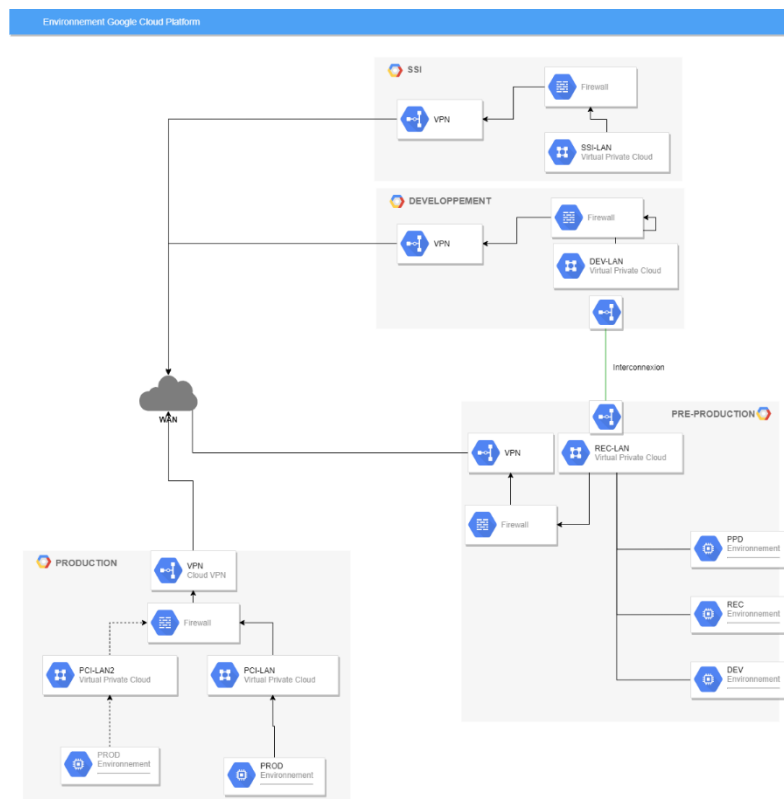 Environnement Google Cloud Platform
SSI
Firewall
VPN
SSI-LAN
Virtual Private Cloud
DEVELOPPEMENT
Firewall
VPN
DEV-LAN
Virtual Private Cloud
Interconnexion
WAN
PRE-PRODUCTION
VPN
REC-LAN
Virtual Private Cloud
Firewall
PPD
Environnement
REC
Environnement
DEV
Environnement
PRODUCTION
VPN
Cloud VPN
Firewall
PCI-LAN2
Virtual Private Cloud
PCI-LAN
Virtual Private Cloud
PROD
Environnement
PROD
Environnement